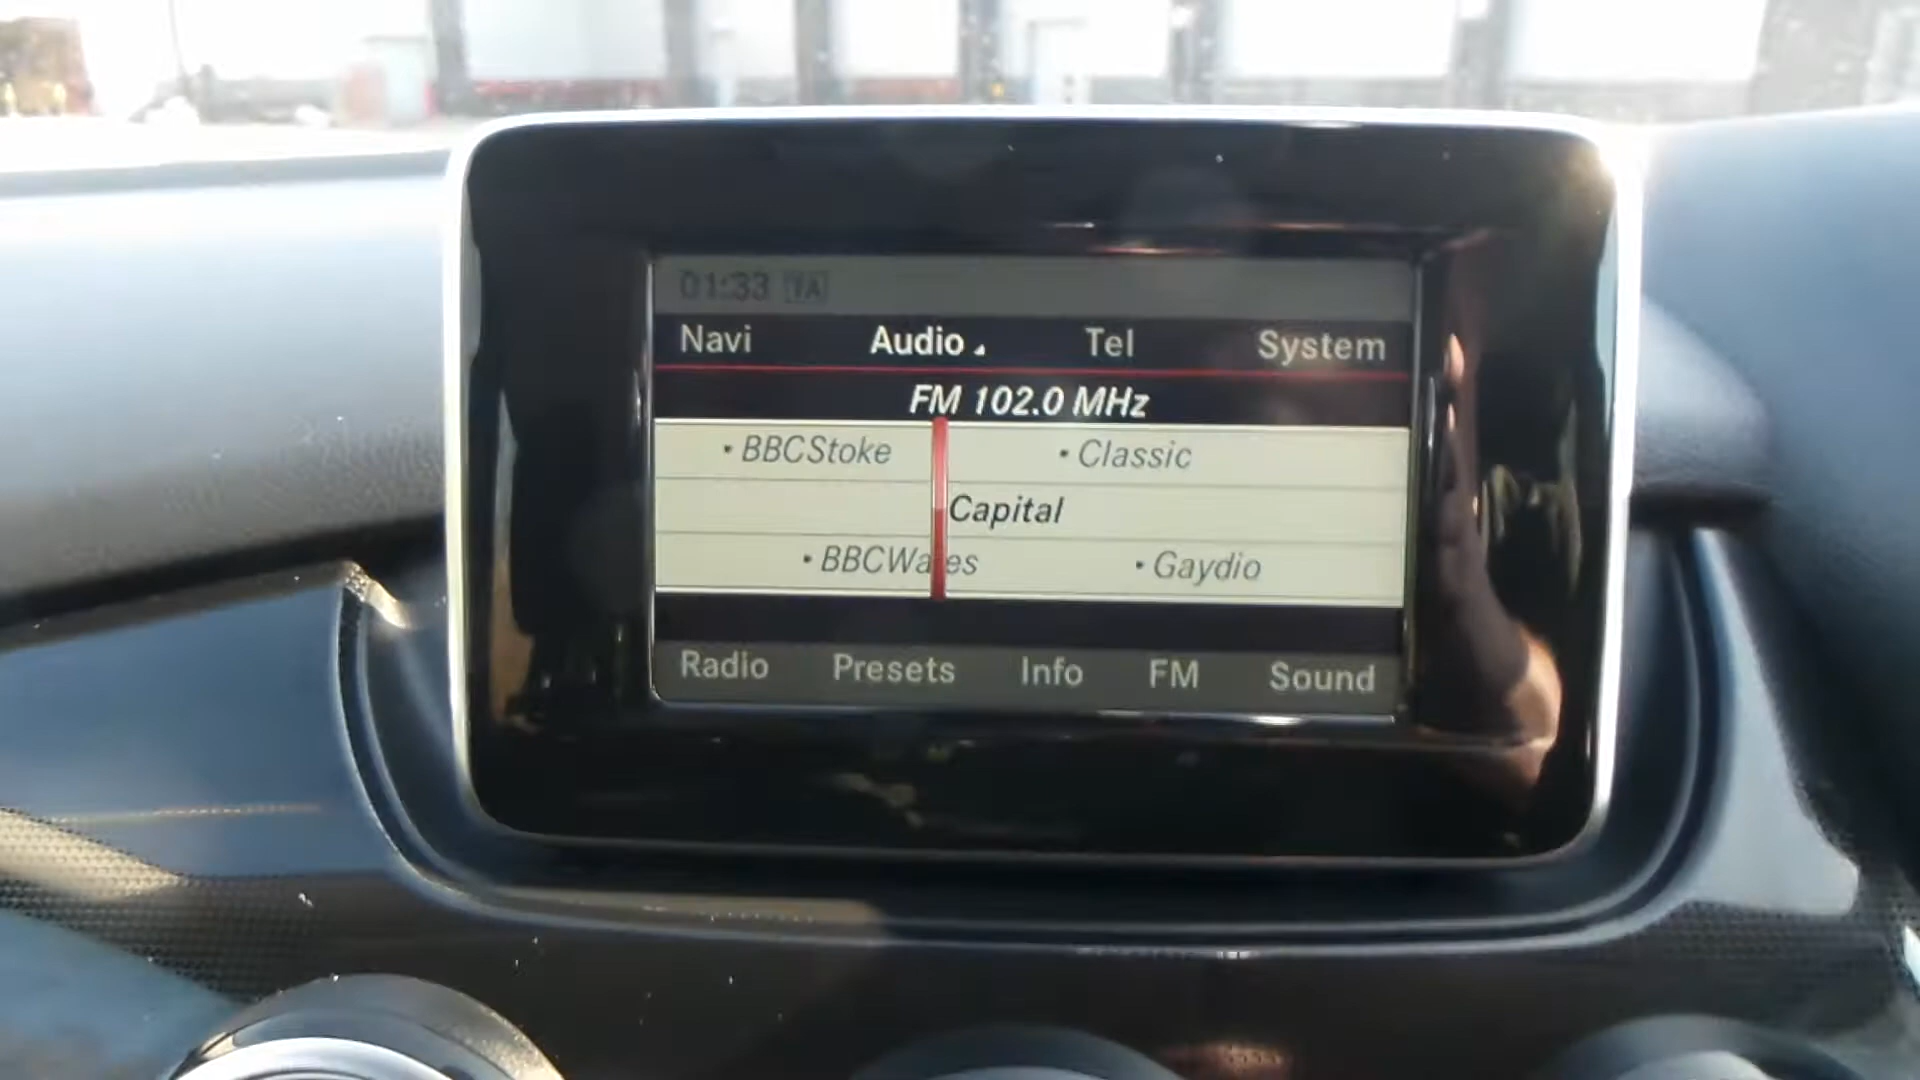 01:33 TA
Navi Audio Tel System
FM 102.0 MHz
• BBCStoke • Classic
Capital
• BBCWales • Gaydio
Radio Presets Info FM Sound